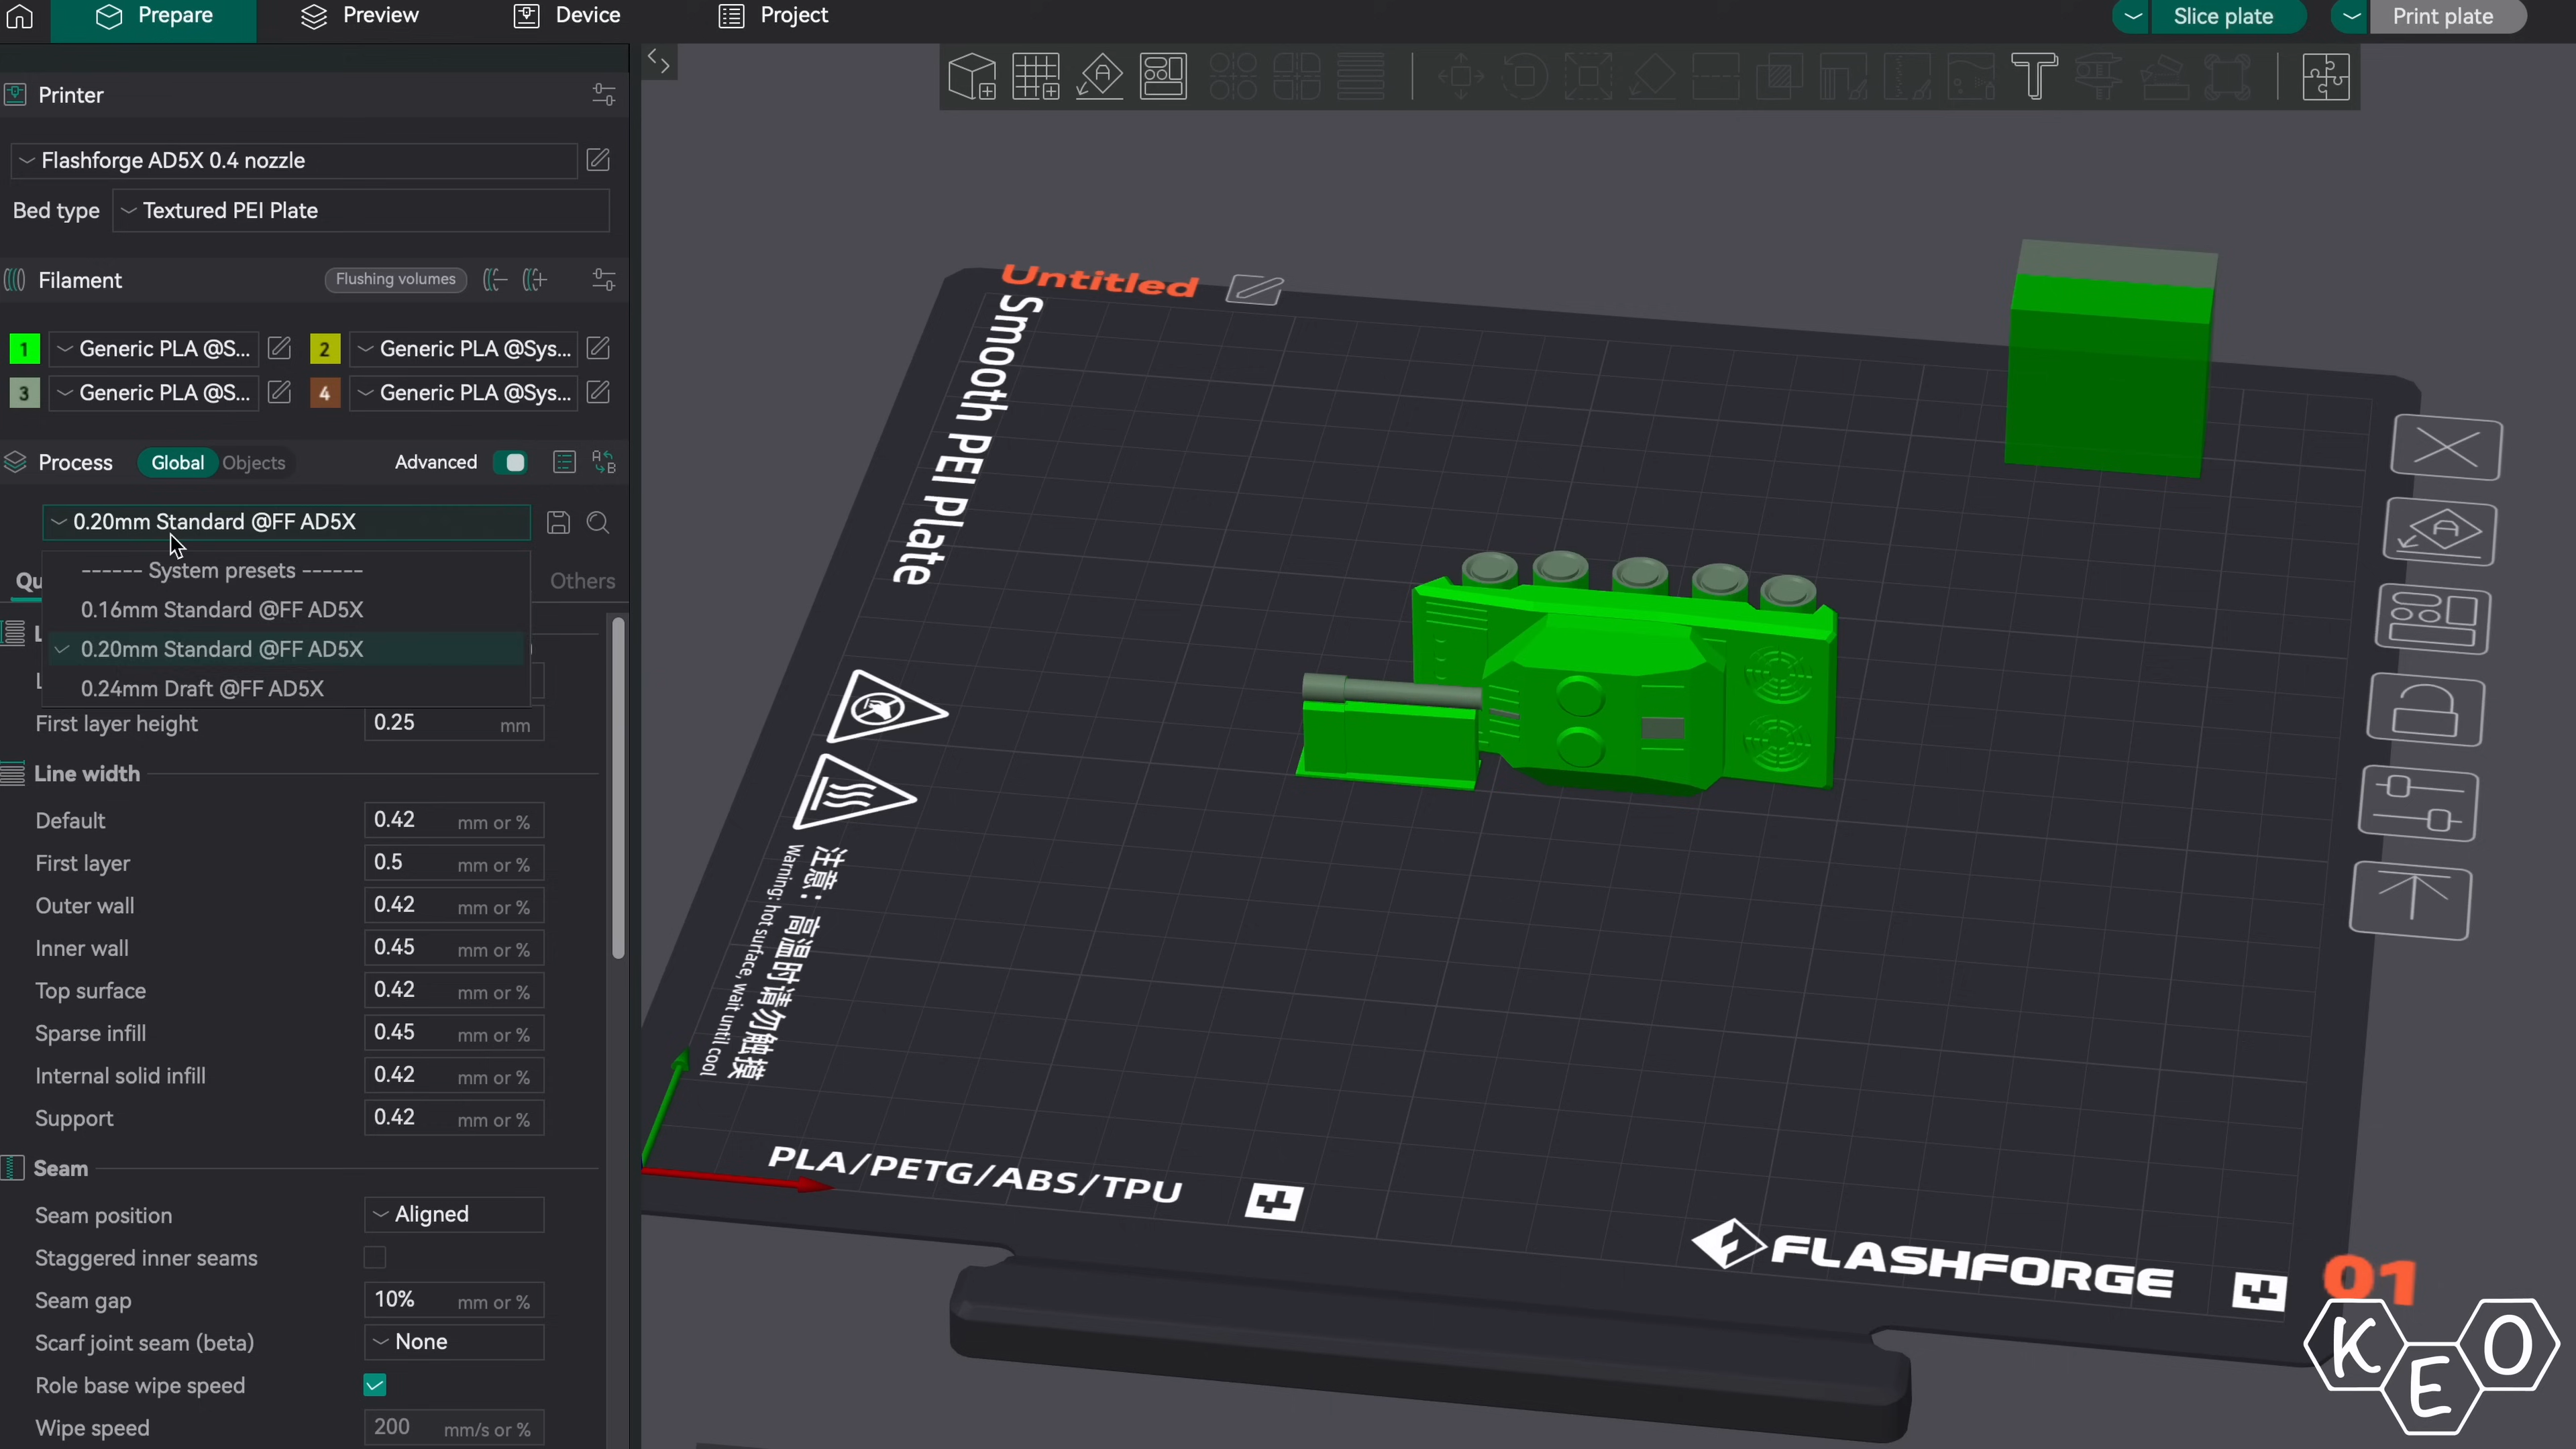 Prepare
Preview
Device
Project
Slice plate
Print plate
Printer
Flashforge AD5X 0.4 nozzle
Bed type
Textured PEI Plate
Filament
Flushing volumes
1 Generic PLA @S...
2 Generic PLA @Sys...
3 Generic PLA @S...
4 Generic PLA @Sys...
Process
Global
Objects
Advanced
0.20mm Standard @FF AD5X
------ System presets ------
0.16mm Standard @FF AD5X
0.20mm Standard @FF AD5X
0.24mm Draft @FF AD5X
Qu
Others
First layer height 0.25 mm
Line width
Default 0.42 mm or %
First layer 0.5 mm or %
Outer wall 0.42 mm or %
Inner wall 0.45 mm or %
Top surface 0.42 mm or %
Sparse infill 0.45 mm or %
Internal solid infill 0.42 mm or %
Support 0.42 mm or %
Seam
Seam position Aligned
Staggered inner seams
Seam gap 10% mm or %
Scarf joint seam (beta) None
Role base wipe speed
Wipe speed 200 mm/s or %
Untitled
Smooth PEI Plate
注意：高温时请勿触摸
Warning: hot surface, wait until cool
PLA/PETG/ABS/TPU
FLASHFORGE
01
KEO